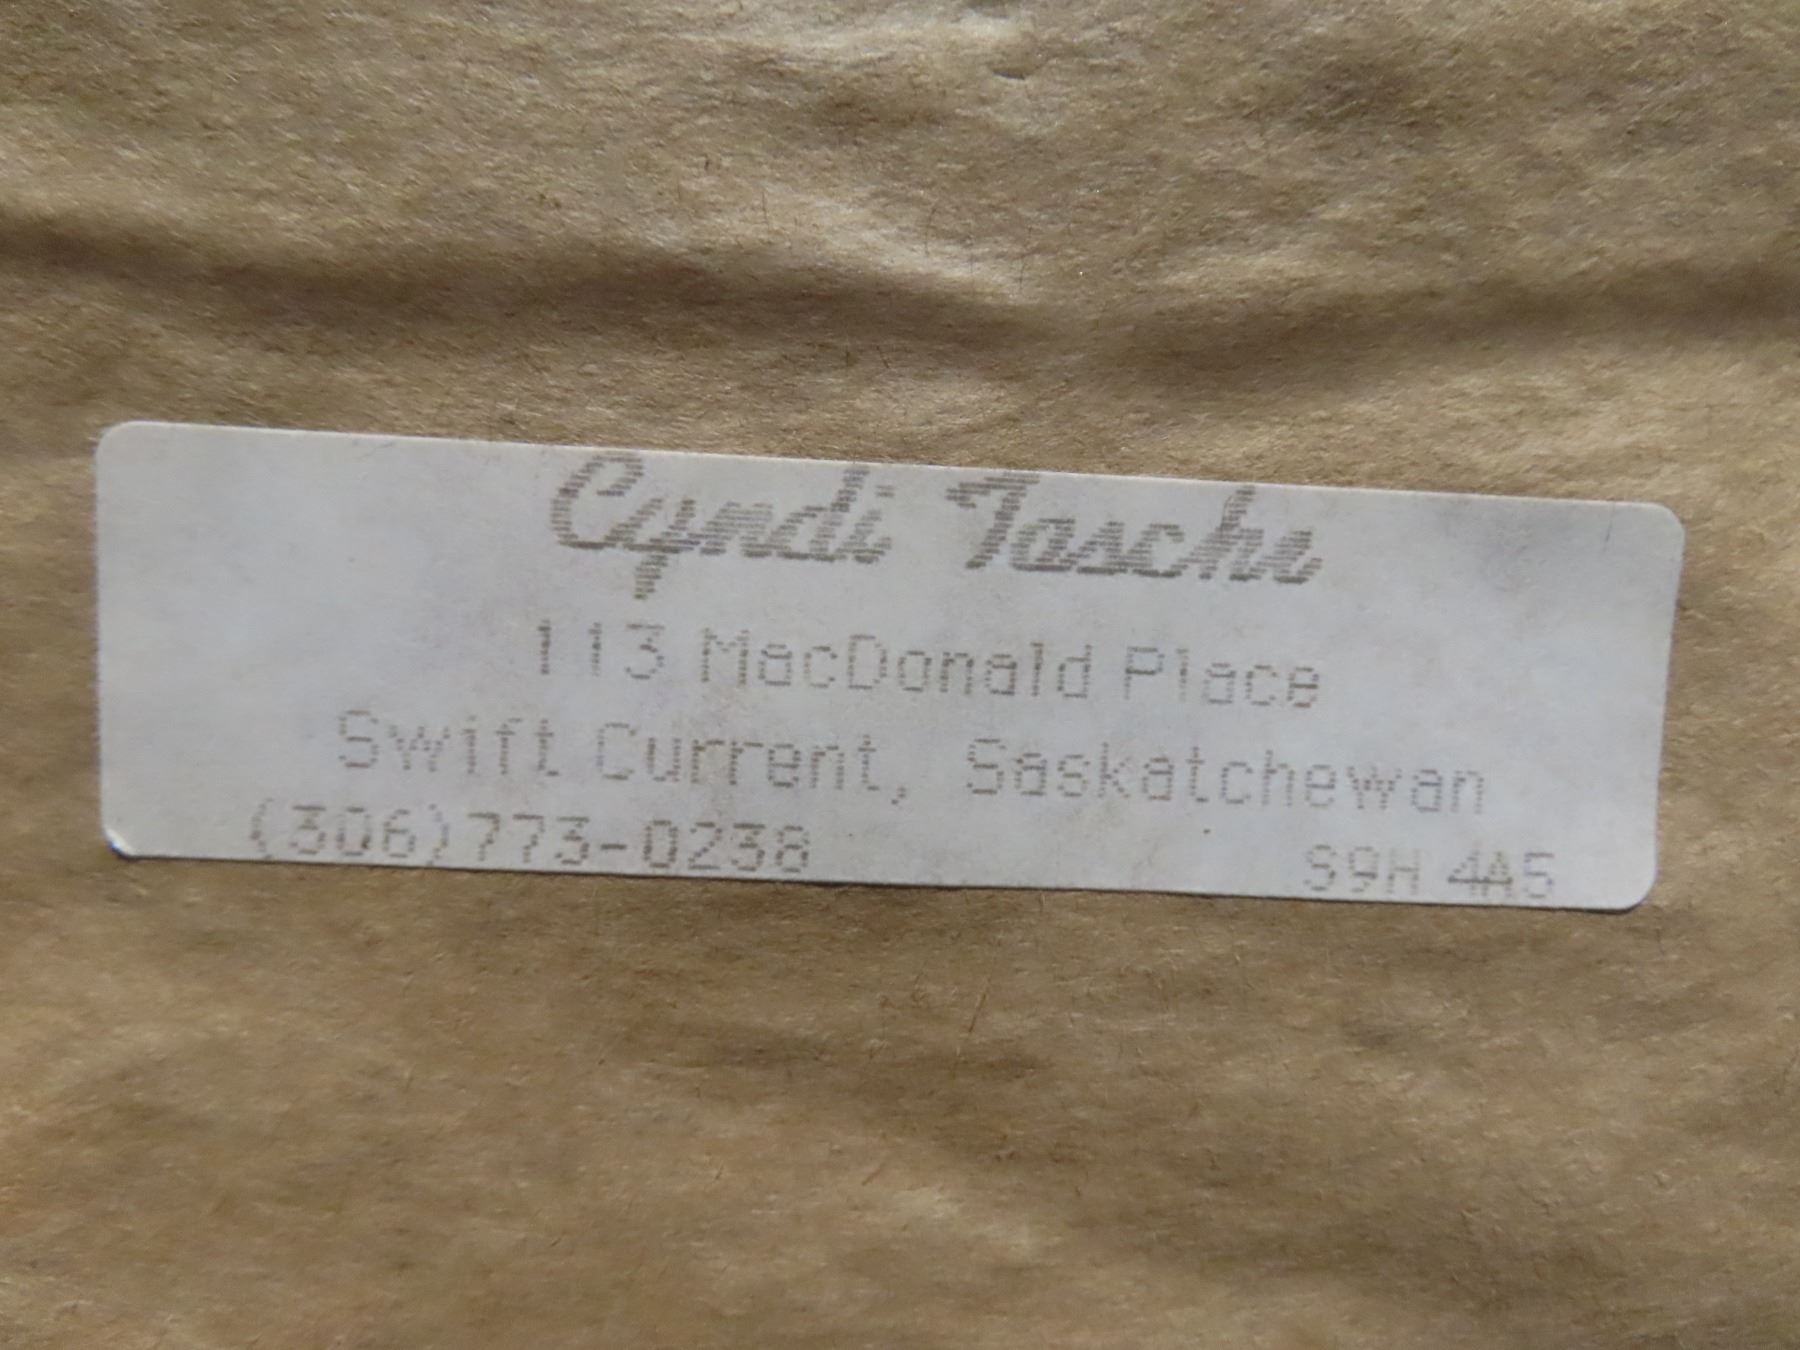 Cyndi Tasche
113 MacDonald Place
Swift Current, Saskatchewan
(306)773-0238 S9H 4A5